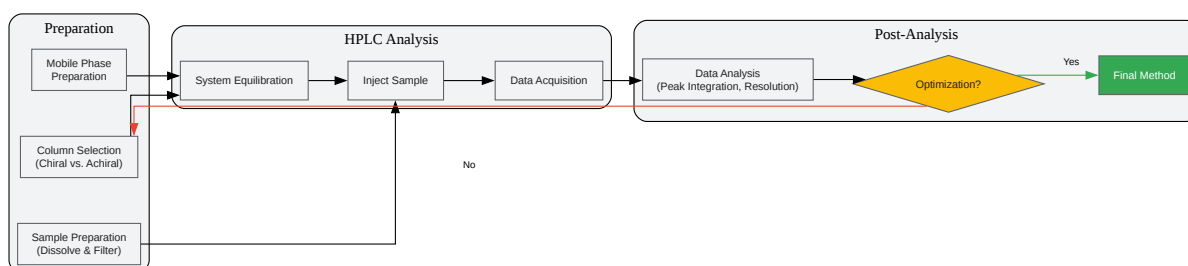 Preparation
Mobile Phase
Preparation
Column Selection
(Chiral vs. Achiral)
Sample Preparation
(Dissolve & Filter)
HPLC Analysis
System Equilibration
Inject Sample
Data Acquisition
No
Post-Analysis
Data Analysis
(Peak Integration, Resolution)
Optimization?
Yes
Final Method